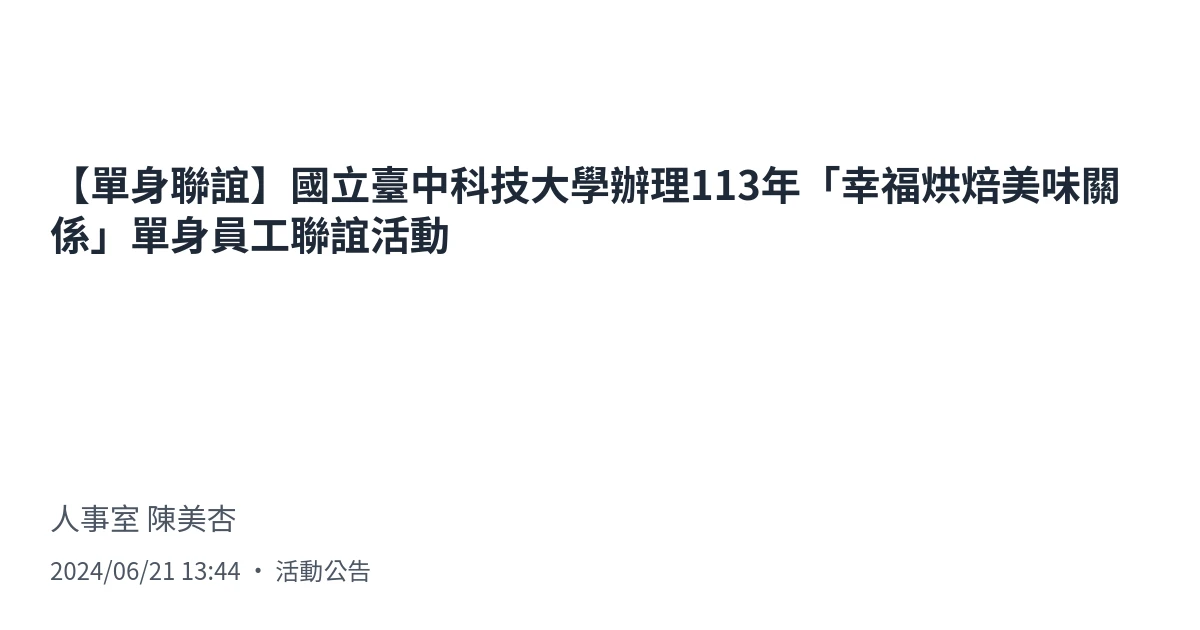 【單身聯誼】國立臺中科技大學辦理113年「幸福烘焙美味關
係」單身員工聯誼活動
人事室 陳美杏
2024/06/21 13:44 • 活動公告